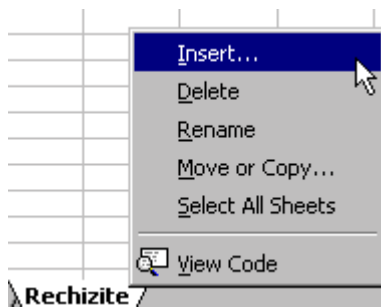 Insert...
Delete
Rename
Move or Copy...
Select All Sheets
View Code
Rechizite